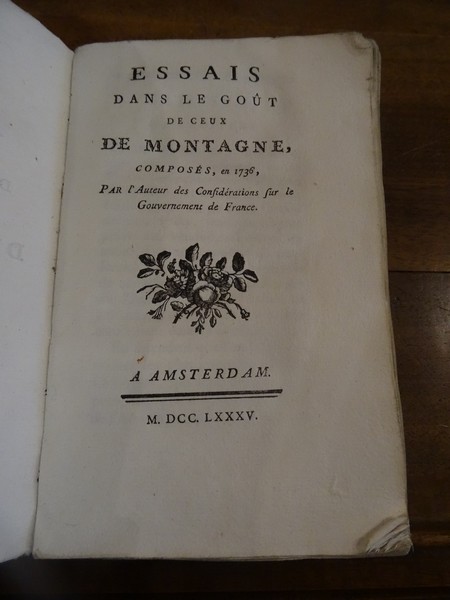 ESSAIS
DANS LE GOÛT
DE CEUX
DE MONTAGNE,
COMPOSÉS, en 1736,
PAR l'Auteur des Conſidérations ſur le
Gouvernement de France.
A AMSTERDAM.
M. DCC. LXXXV.